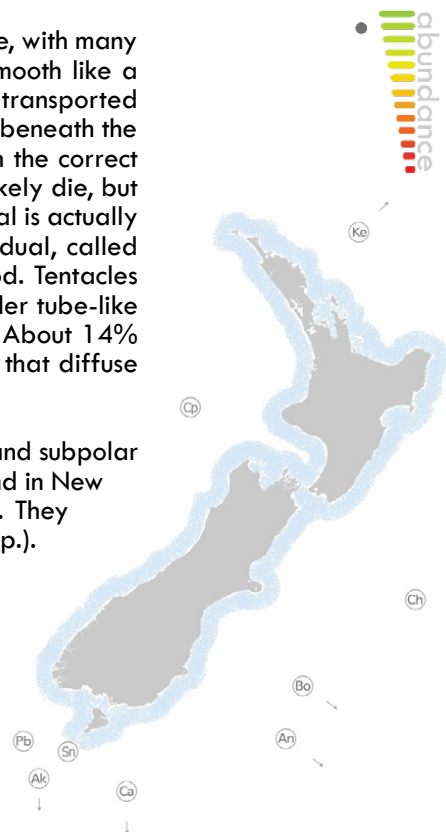 e, with many
mooth like a
transported
beneath the
n the correct
kely die, but
al is actually
dual, called
od. Tentacles
ler tube-like
About 14%
that diffuse
and subpolar
nd in New
. They
p.).
abundance
Ke
Cp
Ch
Bo
An
Pb
Sn
Ak
Ca